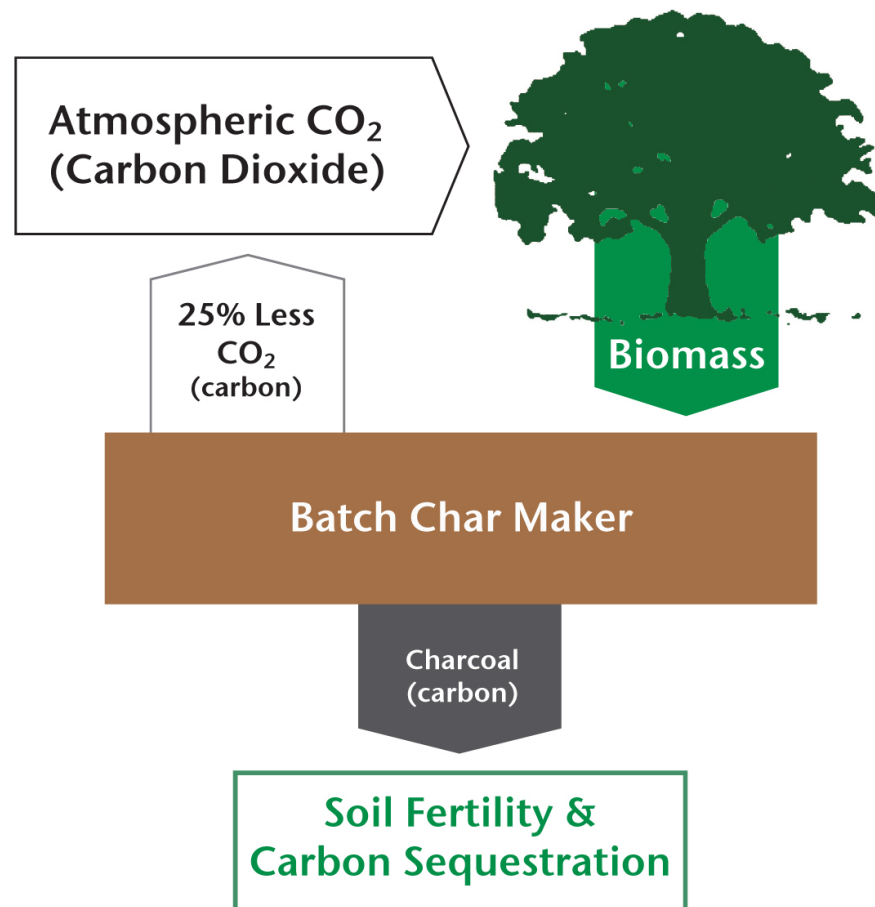 Atmospheric CO₂
(Carbon Dioxide)
25% Less
CO₂
(carbon)
Biomass
Batch Char Maker
Charcoal
(carbon)
Soil Fertility &
Carbon Sequestration